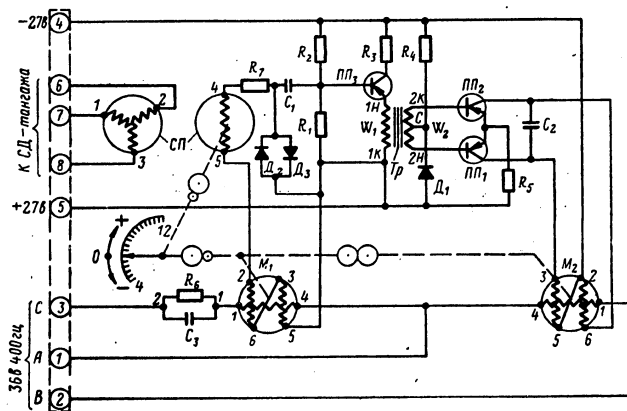 -27в 4
6
7
8
к СД-тангажа
+27в 5
3
1
2
С
А
В
36в 400гц
1 2 3
СП
4
5
R7
C1
Д2 Д3
R2
R1
ПП3
R3
R4
1Н
W1
1К
Тр
2К
С
W2
2Н
Д1
ПП2
ПП1
C2
R5
+
0
-
12
4
R6
2 1
C3
M1
2 3
1 4
6 5
M2
3 2
4 1
5 6